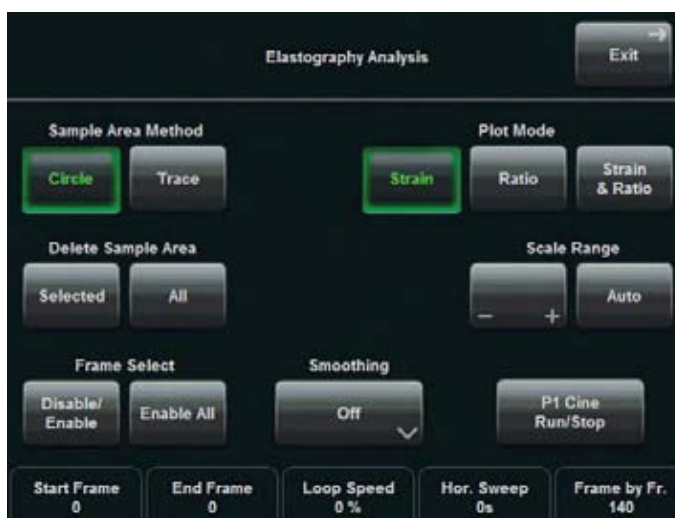 Elastography Analysis
Exit
Sample Area Method
Plot Mode
Circle
Trace
Strain
Ratio
Strain
& Ratio
Delete Sample Area
Scale Range
Selected
All
- +
Auto
Frame Select
Smoothing
Disable/
Enable
Enable All
Off
P1 Cine
Run/Stop
Start Frame
0
End Frame
0
Loop Speed
0 %
Hor. Sweep
0s
Frame by Fr.
140